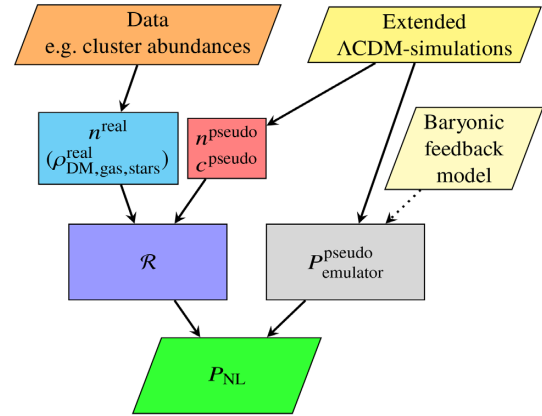 Data
e.g. cluster abundances
Extended
ΛCDM-simulations
n^real
(ρ^real_DM,gas,stars)
n^pseudo
c^pseudo
Baryonic
feedback
model
ℛ
P^pseudo_emulator
P_NL